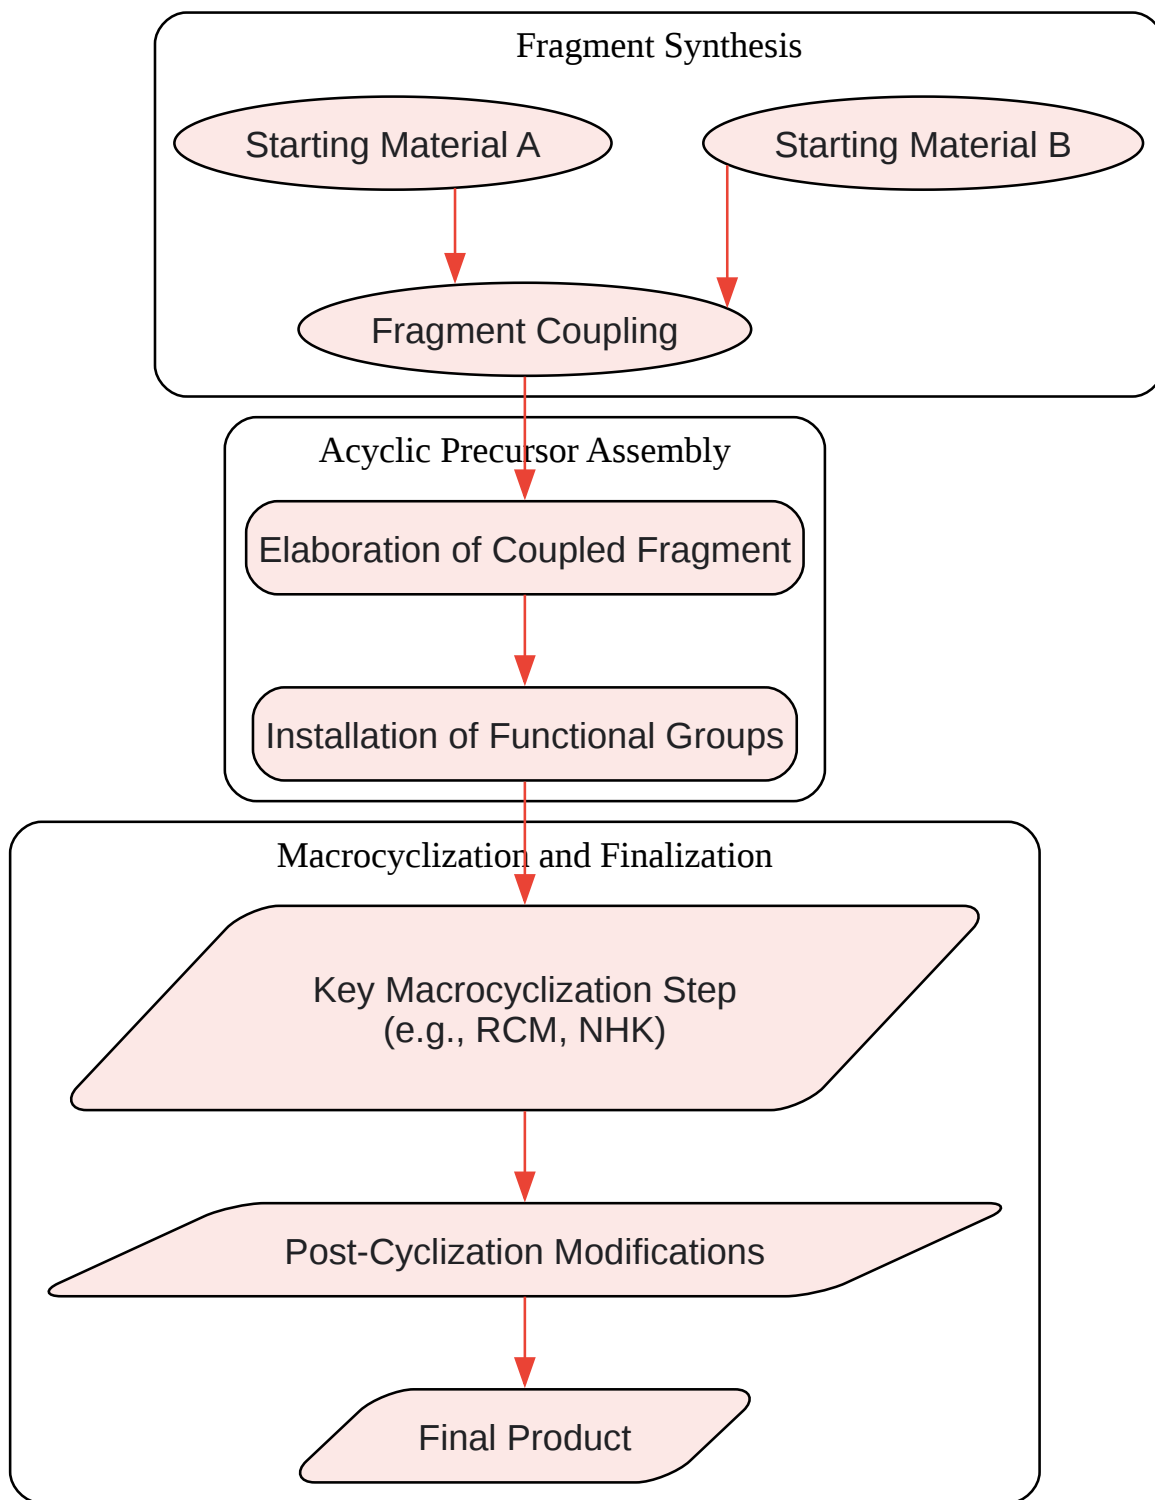 Fragment Synthesis
Starting Material A
Starting Material B
Fragment Coupling
Acyclic Precursor Assembly
Elaboration of Coupled Fragment
Installation of Functional Groups
Macrocyclization and Finalization
Key Macrocyclization Step
(e.g., RCM, NHK)
Post-Cyclization Modifications
Final Product